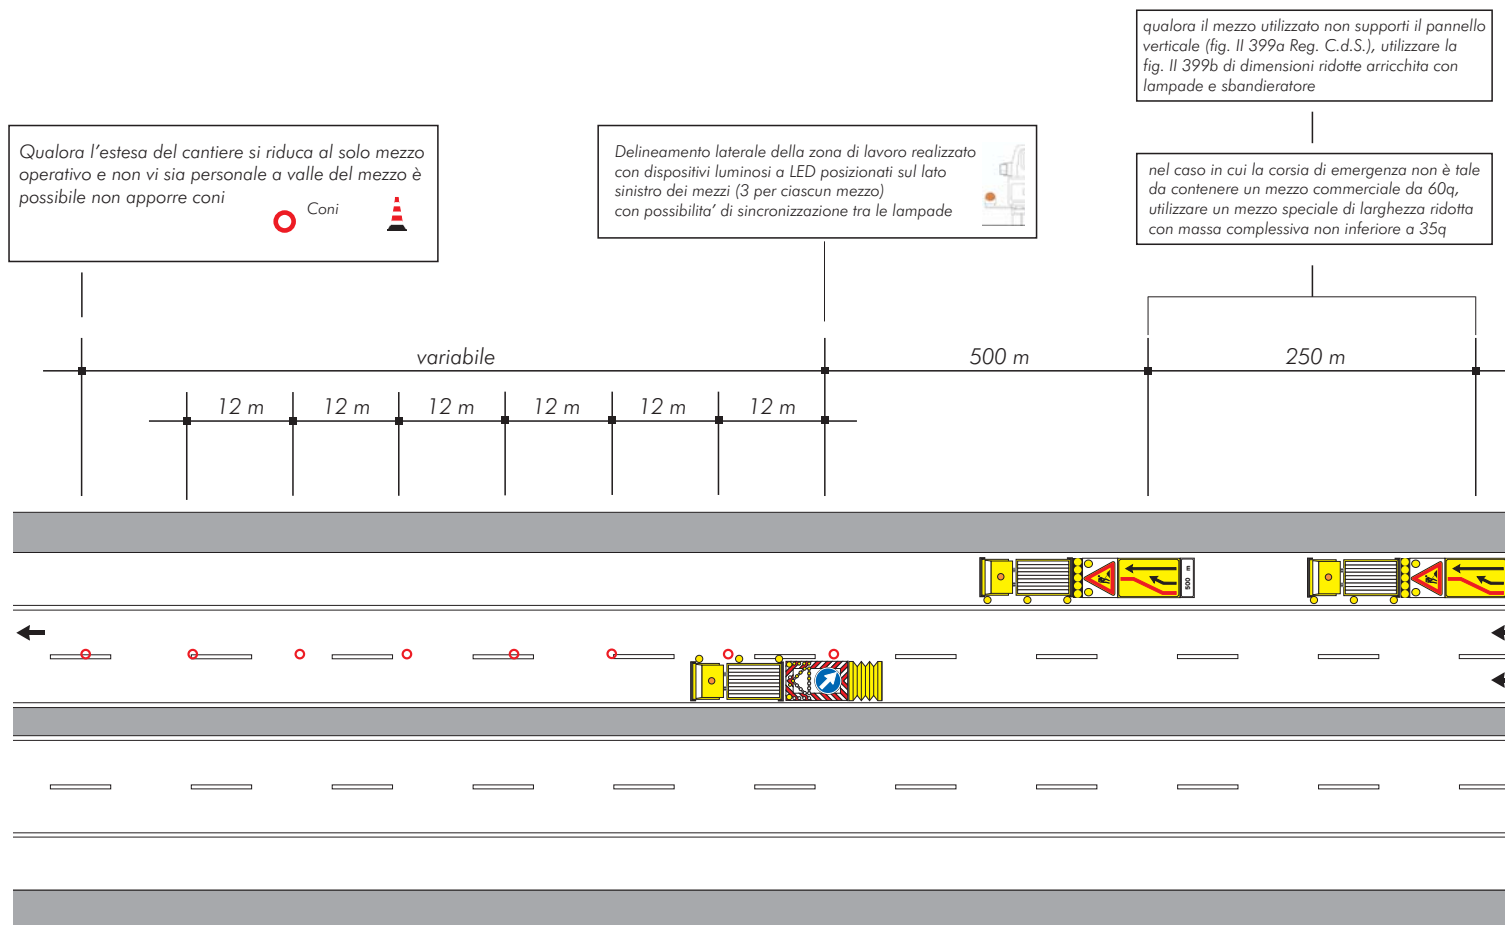 qualora il mezzo utilizzato non supporti il pannello
verticale (fig. II 399a Reg. C.d.S.), utilizzare la
fig. II 399b di dimensioni ridotte arricchita con
lampade e sbandieratore
Qualora l'estesa del cantiere si riduca al solo mezzo
operativo e non vi sia personale a valle del mezzo è
possibile non apporre coni
Coni
Delineamento laterale della zona di lavoro realizzato
con dispositivi luminosi a LED posizionati sul lato
sinistro dei mezzi (3 per ciascun mezzo)
con possibilita' di sincronizzazione tra le lampade
nel caso in cui la corsia di emergenza non è tale
da contenere un mezzo commerciale da 60q,
utilizzare un mezzo speciale di larghezza ridotta
con massa complessiva non inferiore a 35q
variabile
500 m
250 m
12 m
12 m
12 m
12 m
12 m
12 m
500 m